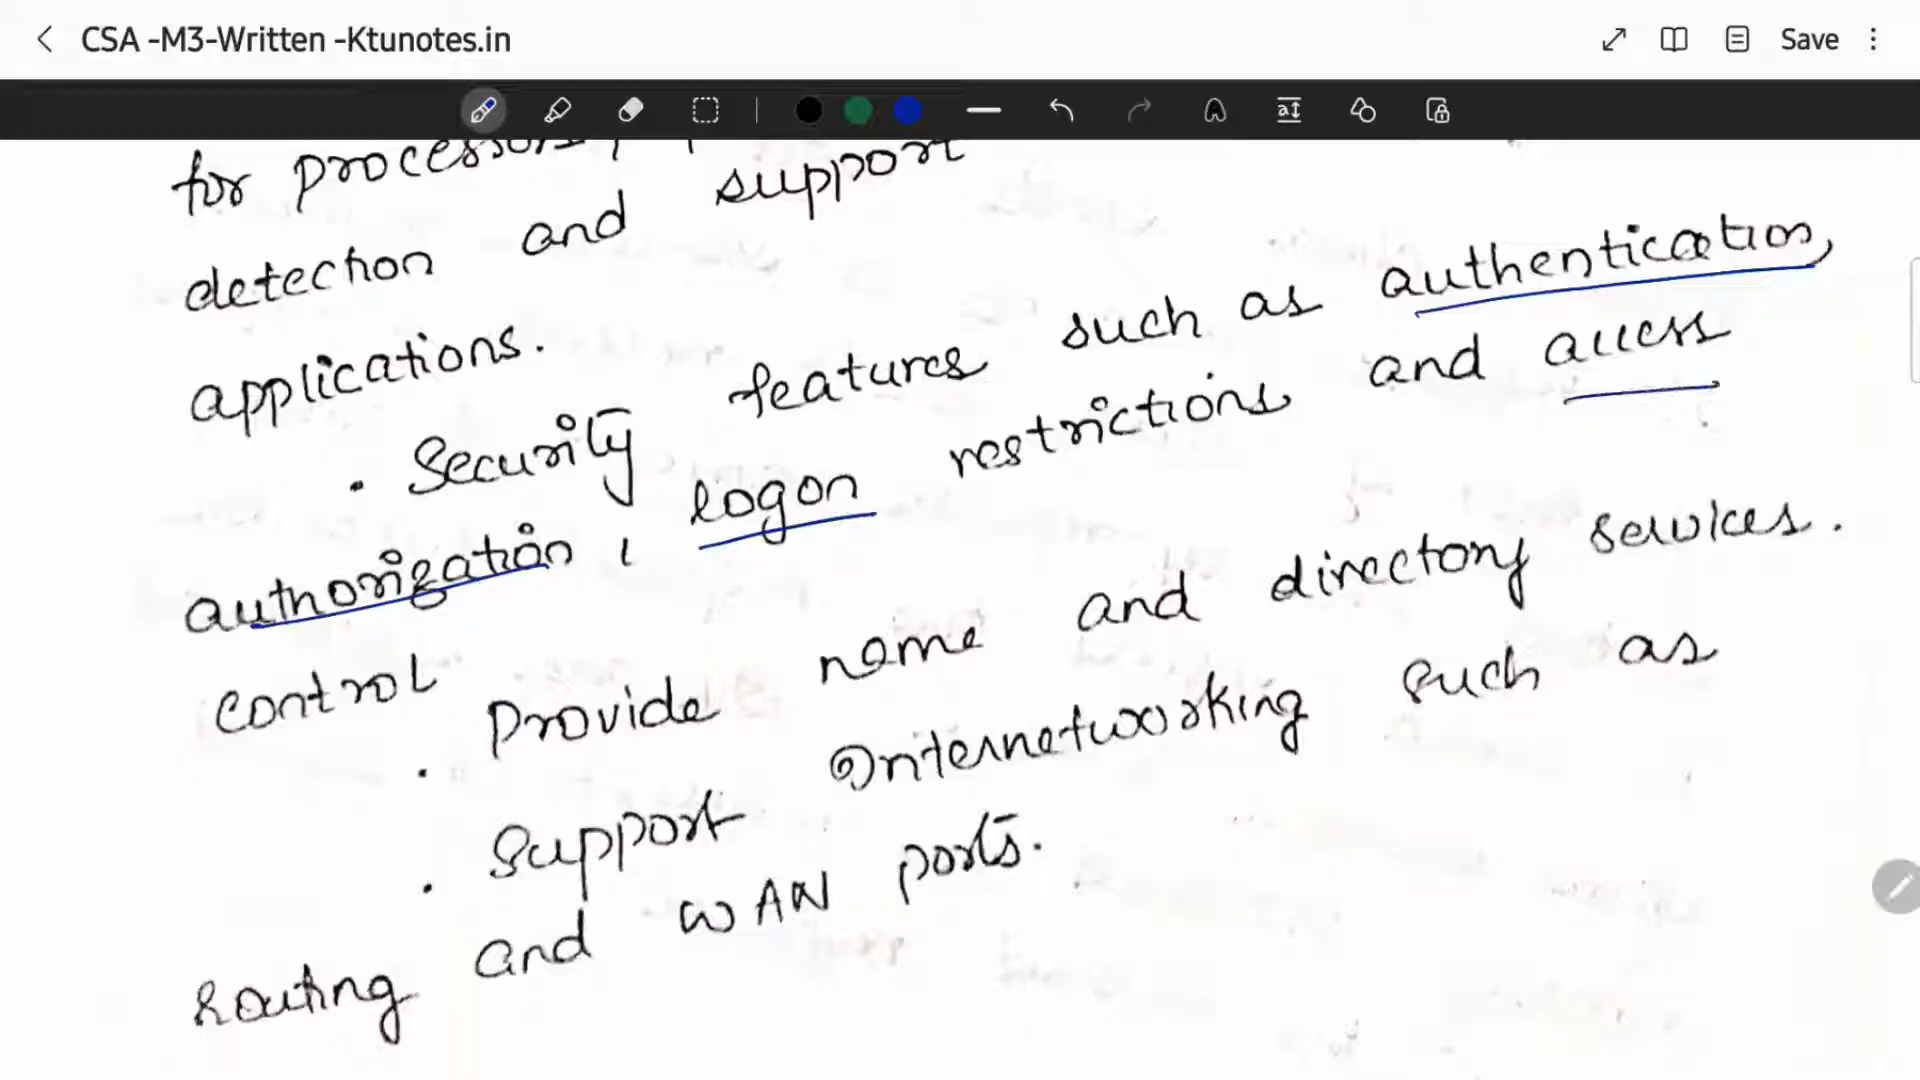 CSA -M3-Written -Ktunotes.in
Save
for
detection and support
applications.
• Security features such as authentication,
authorization, logon restrictions and access
control
• Provide name and directory services.
• Support Internetworking such as
Routing and WAN ports.